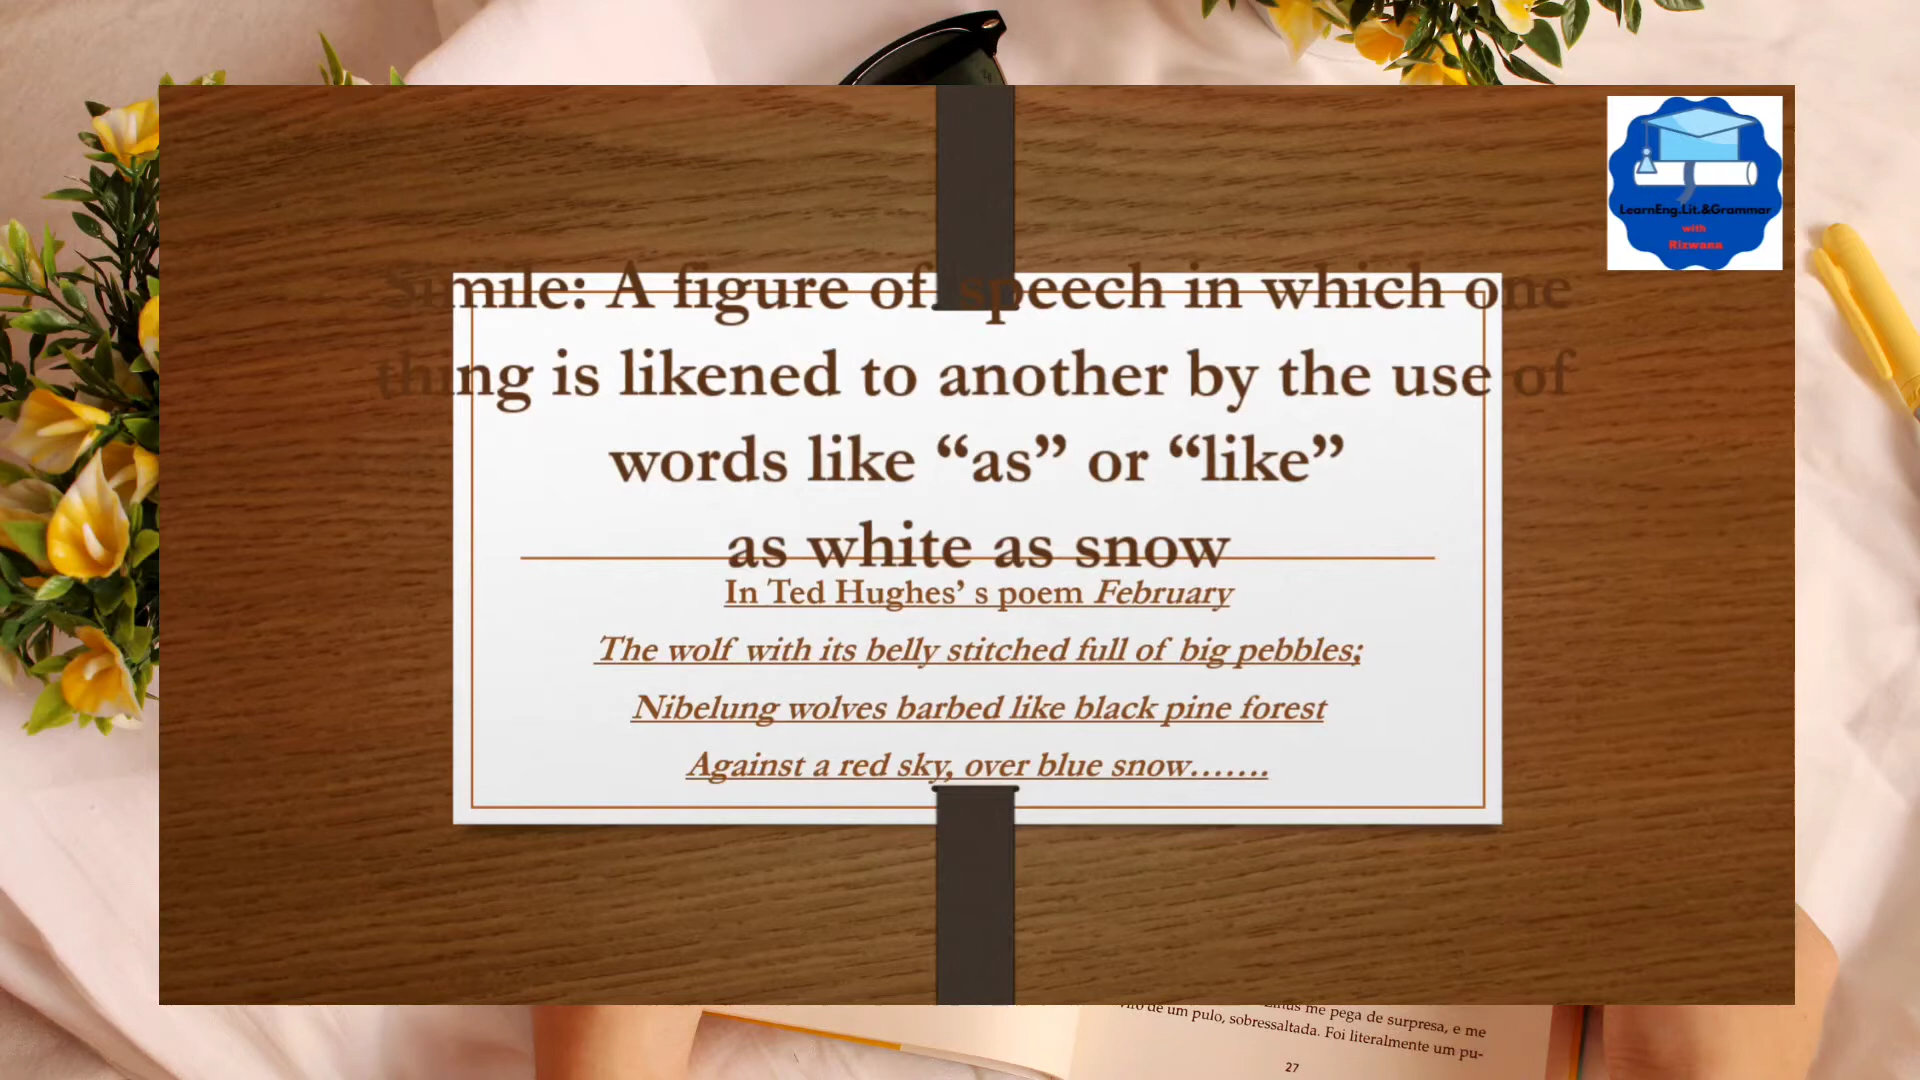 LearnEng.Lit.&Grammar
with
Rizwana
Simile: A figure of speech in which one
thing is likened to another by the use of
words like “as” or “like”
as white as snow
In Ted Hughes’ s poem February
The wolf with its belly stitched full of big pebbles;
Nibelung wolves barbed like black pine forest
Against a red sky, over blue snow…….
me pega de surpresa, e me
de um pulo, sobressaltada. Foi literalmente um pu-
27